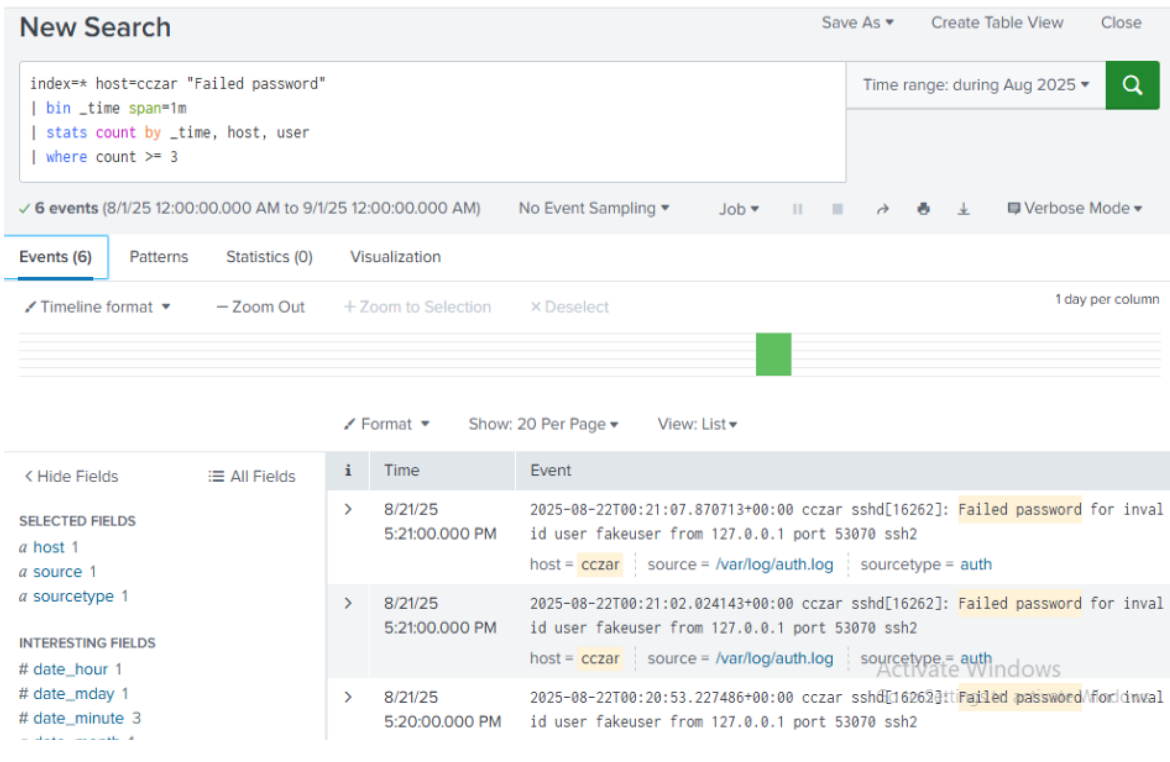 New Search
Save As Create Table View Close
index=* host=cczar "Failed password"
| bin _time span=1m
| stats count by _time, host, user
| where count >= 3
Time range: during Aug 2025
6 events (8/1/25 12:00:00.000 AM to 9/1/25 12:00:00.000 AM) No Event Sampling Job Verbose Mode
Events (6) Patterns Statistics (0) Visualization
Timeline format — Zoom Out + Zoom to Selection × Deselect 1 day per column
Format Show: 20 Per Page View: List
< Hide Fields All Fields
SELECTED FIELDS
a host 1
a source 1
a sourcetype 1
INTERESTING FIELDS
# date_hour 1
# date_mday 1
# date_minute 3
i Time Event
8/21/25
5:21:00.000 PM
2025-08-22T00:21:07.870713+00:00 cczar sshd[16262]: Failed password for inval
id user fakeuser from 127.0.0.1 port 53070 ssh2
host = cczar source = /var/log/auth.log sourcetype = auth
8/21/25
5:21:00.000 PM
2025-08-22T00:21:02.024143+00:00 cczar sshd[16262]: Failed password for inval
id user fakeuser from 127.0.0.1 port 53070 ssh2
host = cczar source = /var/log/auth.log sourcetype = auth
8/21/25
5:20:00.000 PM
2025-08-22T00:20:53.227486+00:00 cczar sshd[16262]: Failed password for inval
id user fakeuser from 127.0.0.1 port 53070 ssh2
Activate Windows